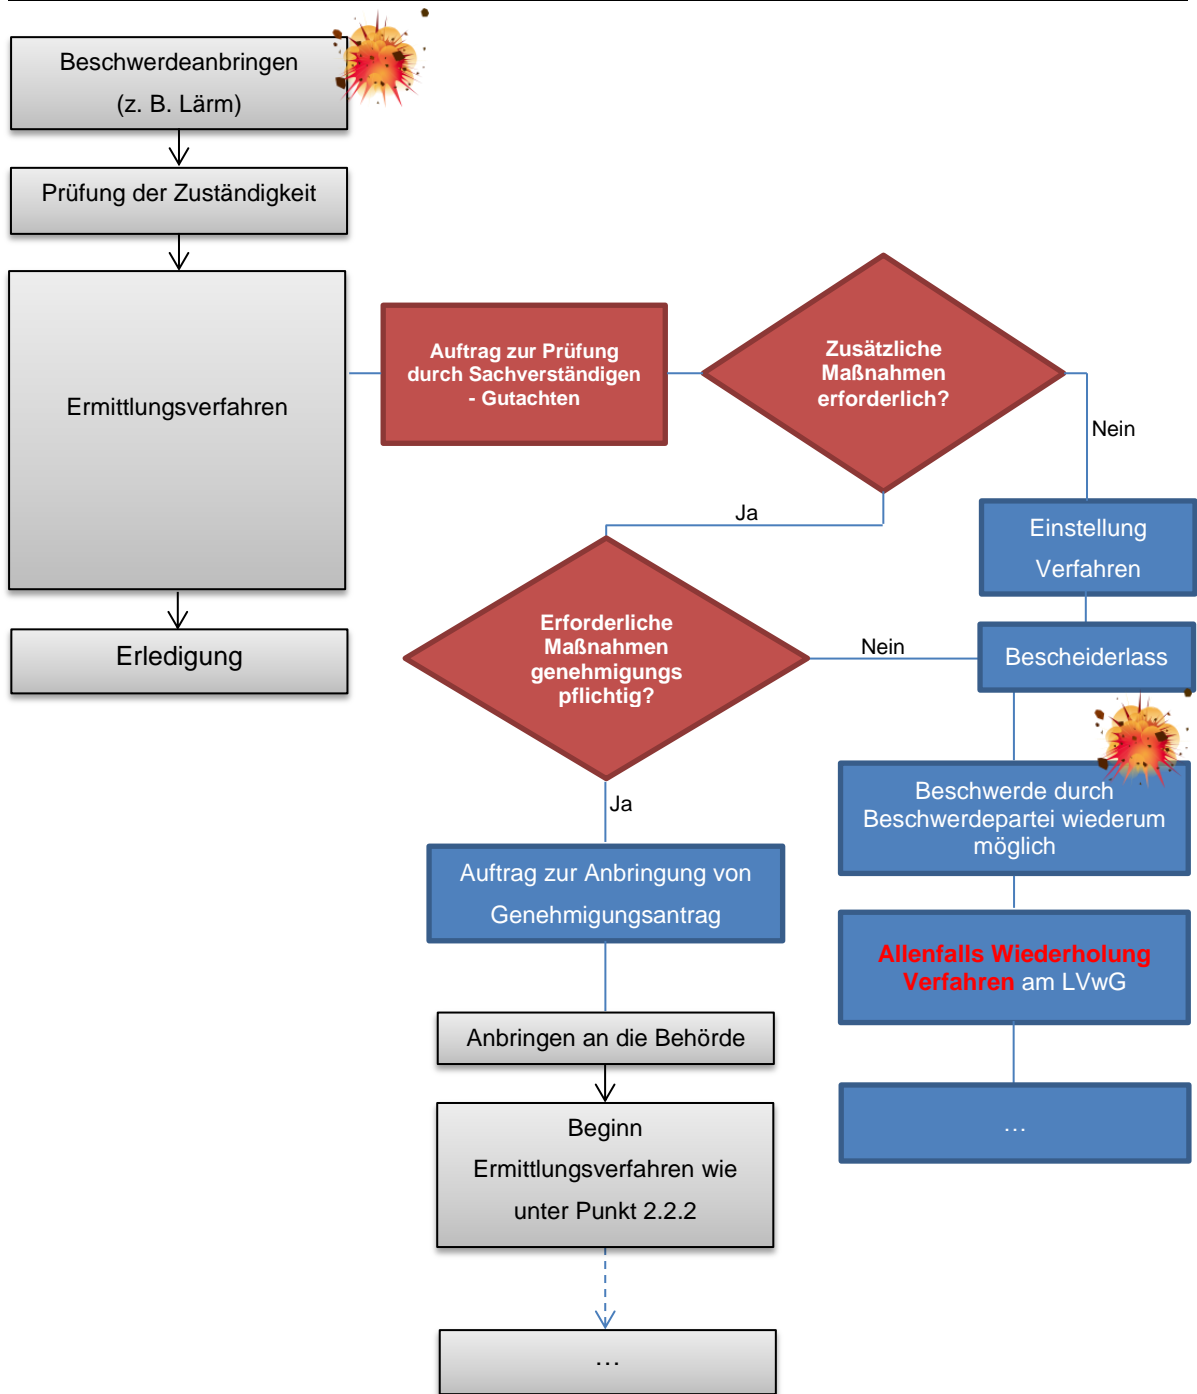 Beschwerdeanbringen
(z. B. Lärm)
Prüfung der Zuständigkeit
Ermittlungsverfahren
Erledigung
Auftrag zur Prüfung
durch Sachverständigen
- Gutachten
Zusätzliche
Maßnahmen
erforderlich?
Nein
Ja
Einstellung
Verfahren
Erforderliche
Maßnahmen
genehmigungs
pflichtig?
Nein
Bescheiderlass
Ja
Beschwerde durch
Beschwerdepartei wiederum
möglich
Auftrag zur Anbringung von
Genehmigungsantrag
Allenfalls Wiederholung
Verfahren am LVwG
Anbringen an die Behörde
…
Beginn
Ermittlungsverfahren wie
unter Punkt 2.2.2
…